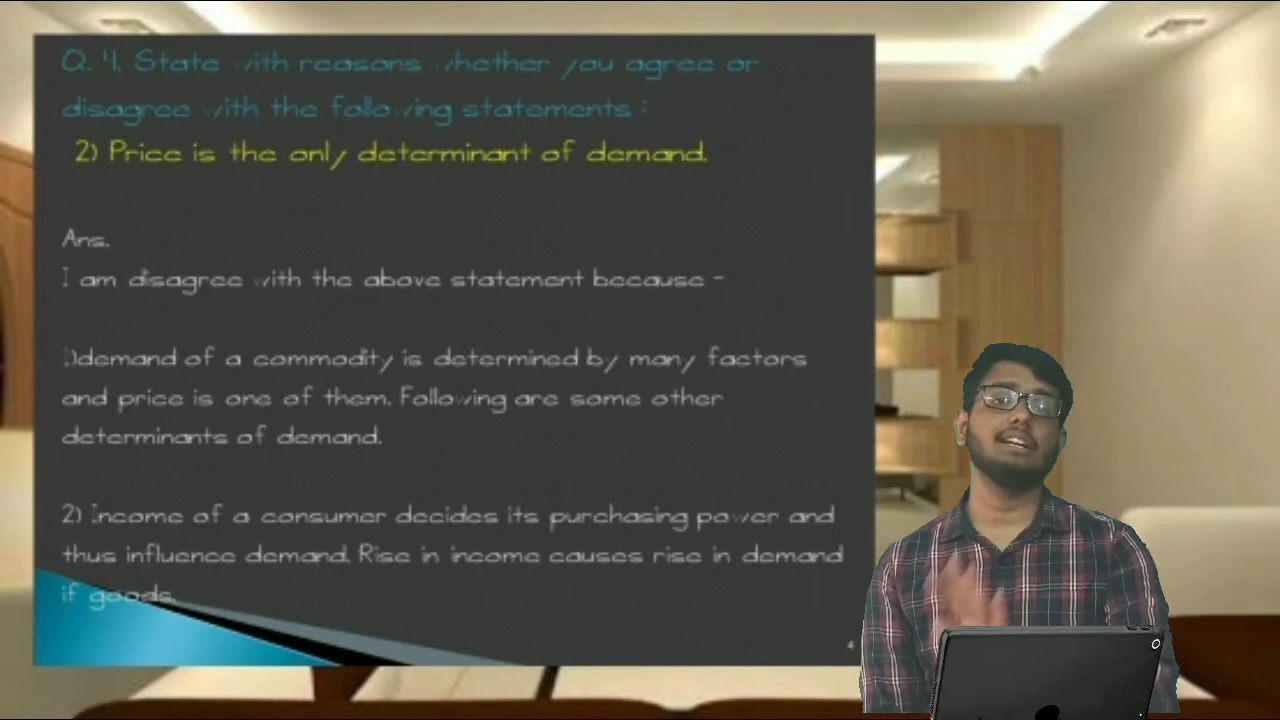 Q. 4. State with reasons whether you agree or
disagree with the following statements :
2) Price is the only determinant of demand.
Ans.
I am disagree with the above statement because -
1)demand of a commodity is determined by many factors
and price is one of them. Following are some other
determinants of demand.
2) Income of a consumer decides its purchasing power and
thus influence demand. Rise in income causes rise in demand
if goods.
4